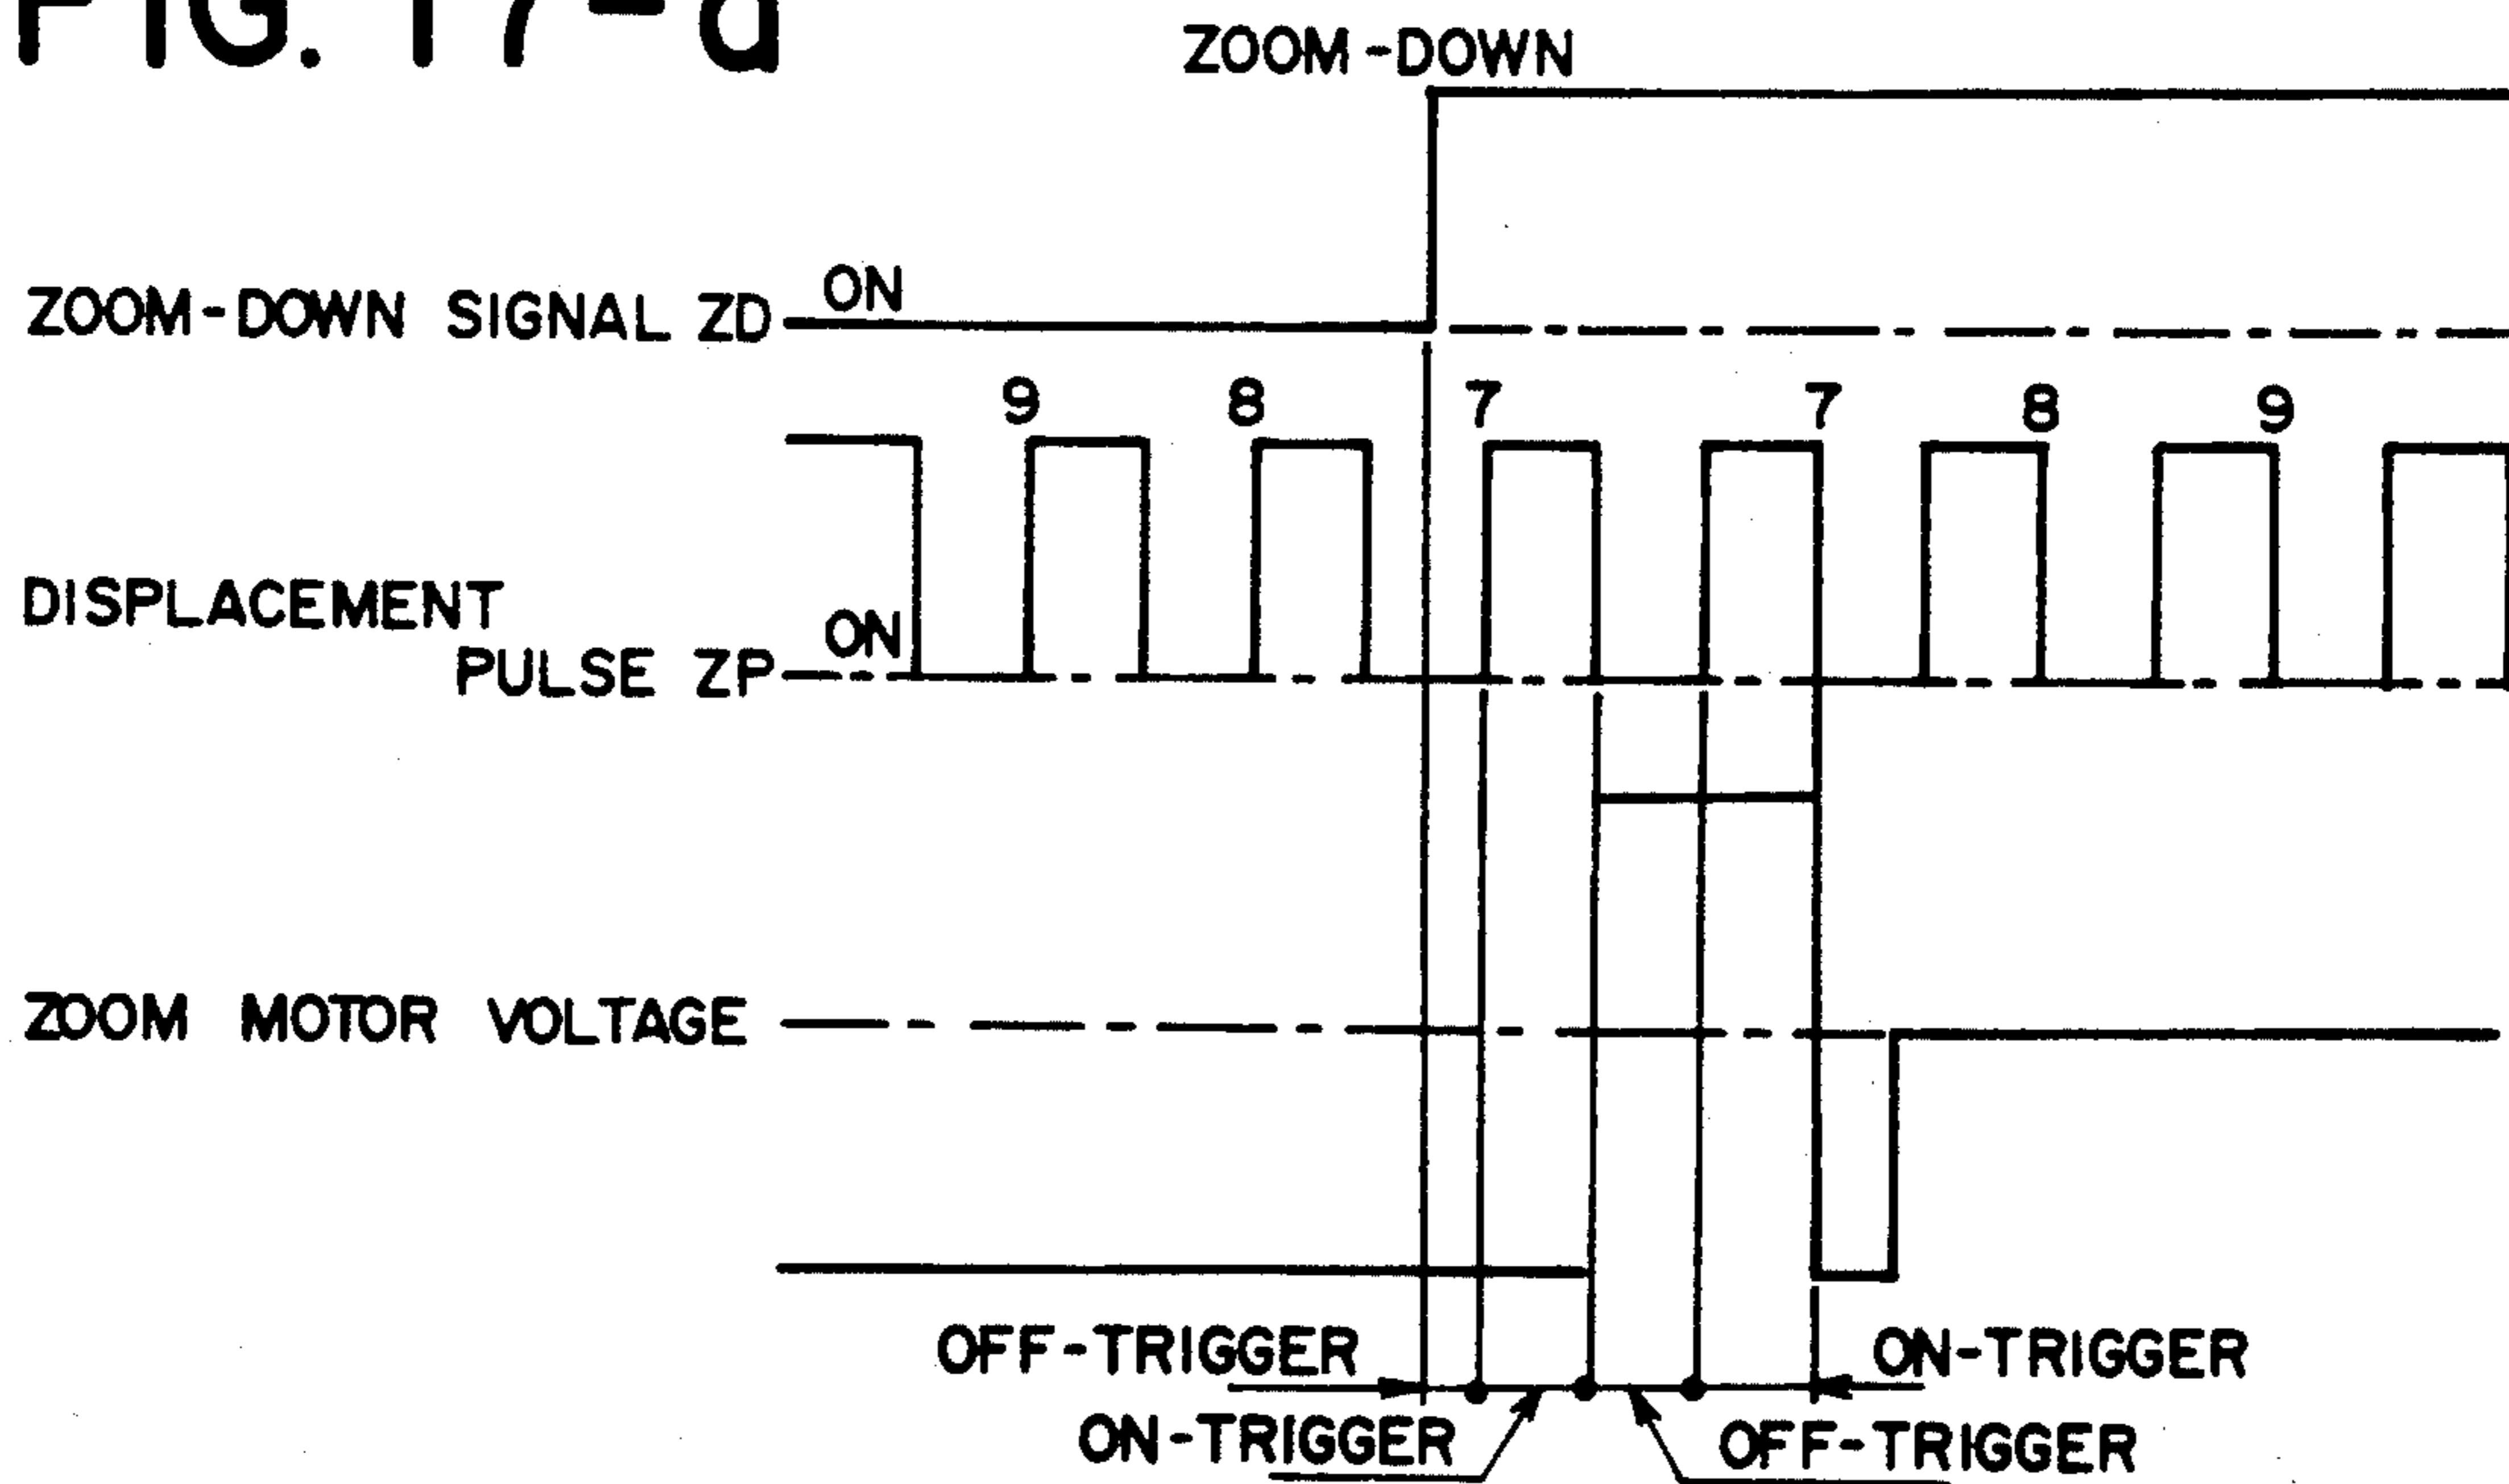 FIG. 17-a
ZOOM-DOWN
ZOOM-DOWN SIGNAL ZD ON
9 8 7 7 8 9
DISPLACEMENT
PULSE ZP ON
ZOOM MOTOR VOLTAGE
OFF-TRIGGER ON-TRIGGER
ON-TRIGGER OFF-TRIGGER